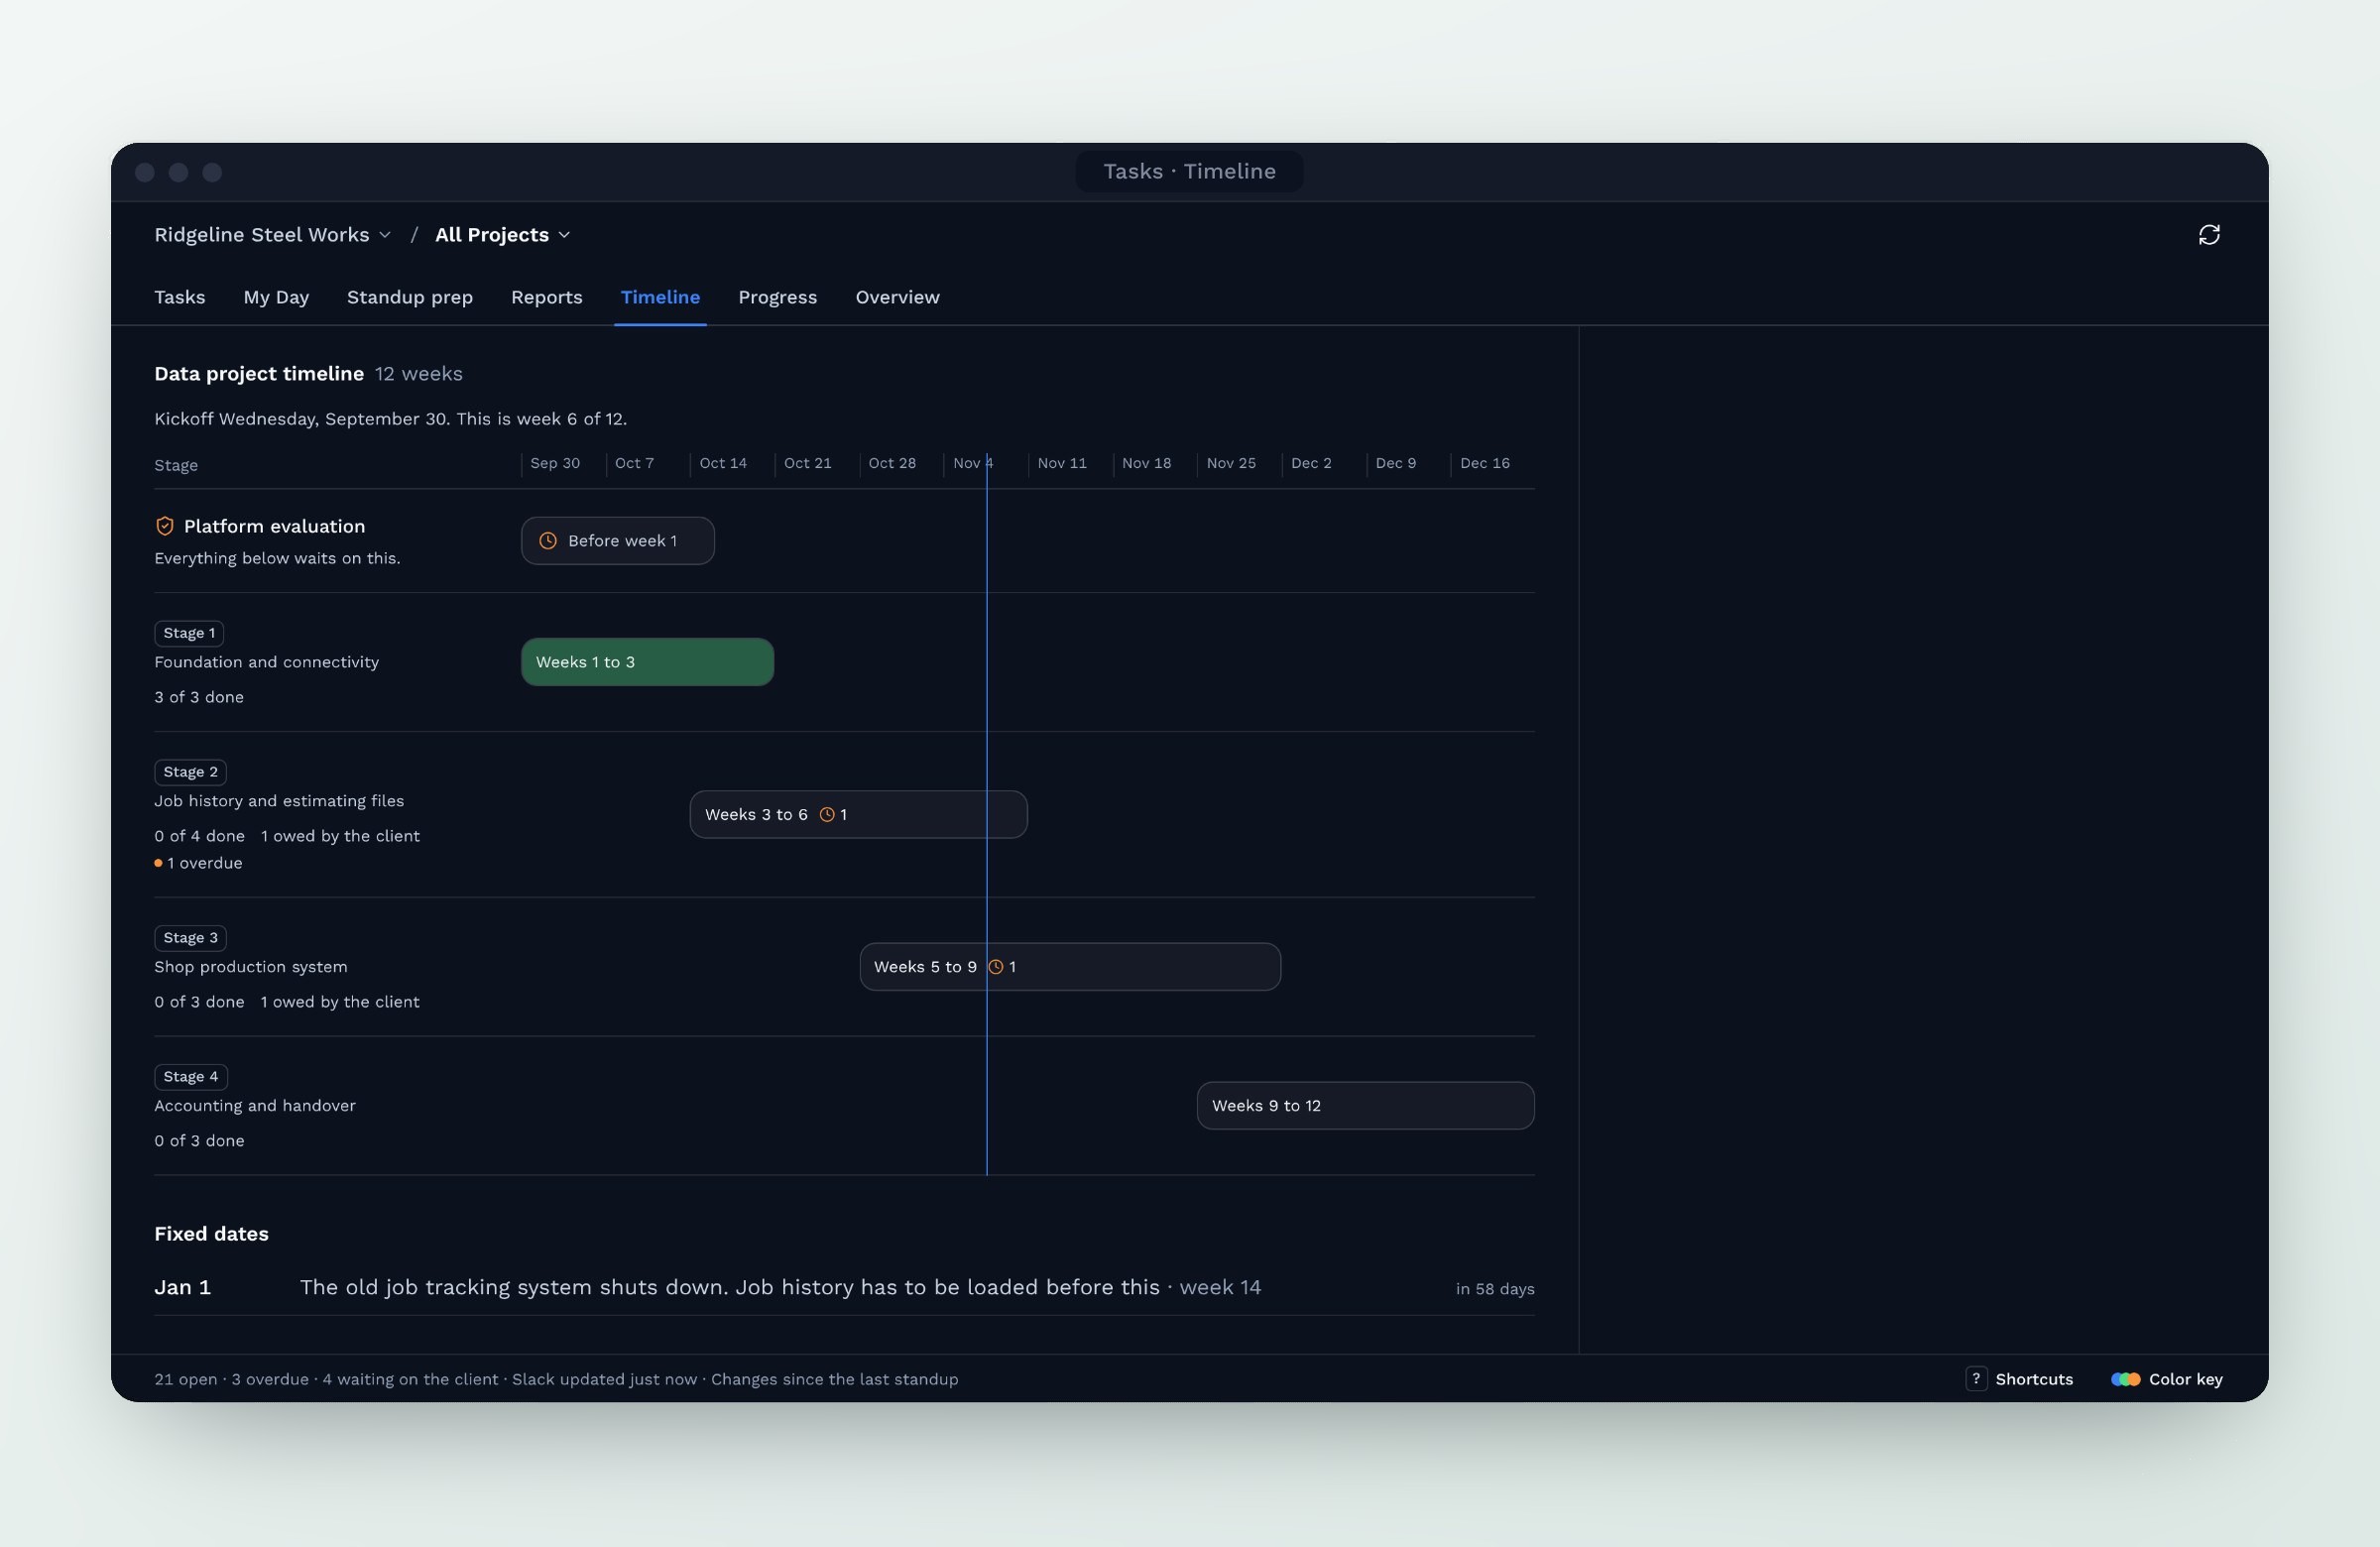 Tasks · Timeline
Ridgeline Steel Works / All Projects
Tasks My Day Standup prep Reports Timeline Progress Overview
Data project timeline 12 weeks
Kickoff Wednesday, September 30. This is week 6 of 12.
Stage Sep 30 Oct 7 Oct 14 Oct 21 Oct 28 Nov 4 Nov 11 Nov 18 Nov 25 Dec 2 Dec 9 Dec 16
Platform evaluation
Before week 1
Everything below waits on this.
Stage 1
Foundation and connectivity
Weeks 1 to 3
3 of 3 done
Stage 2
Job history and estimating files
Weeks 3 to 6 1
0 of 4 done 1 owed by the client
1 overdue
Stage 3
Shop production system
Weeks 5 to 9 1
0 of 3 done 1 owed by the client
Stage 4
Accounting and handover
Weeks 9 to 12
0 of 3 done
Fixed dates
Jan 1 The old job tracking system shuts down. Job history has to be loaded before this · week 14 in 58 days
21 open · 3 overdue · 4 waiting on the client · Slack updated just now · Changes since the last standup ? Shortcuts Color key